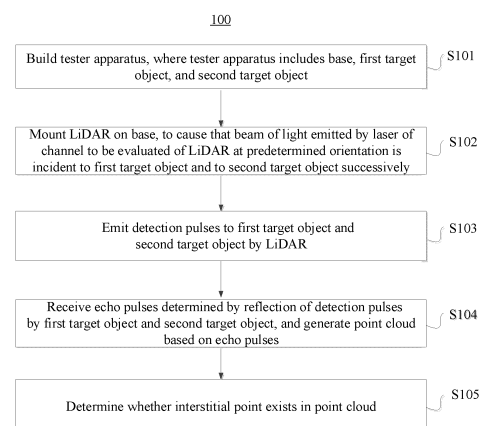 100
Build tester apparatus, where tester apparatus includes base, first target
object, and second target object
S101
Mount LiDAR on base, to cause that beam of light emitted by laser of
channel to be evaluated of LiDAR at predetermined orientation is
incident to first target object and to second target object successively
S102
Emit detection pulses to first target object and
second target object by LiDAR
S103
Receive echo pulses determined by reflection of detection pulses
by first target object and second target object, and generate point cloud
based on echo pulses
S104
Determine whether interstitial point exists in point cloud
S105